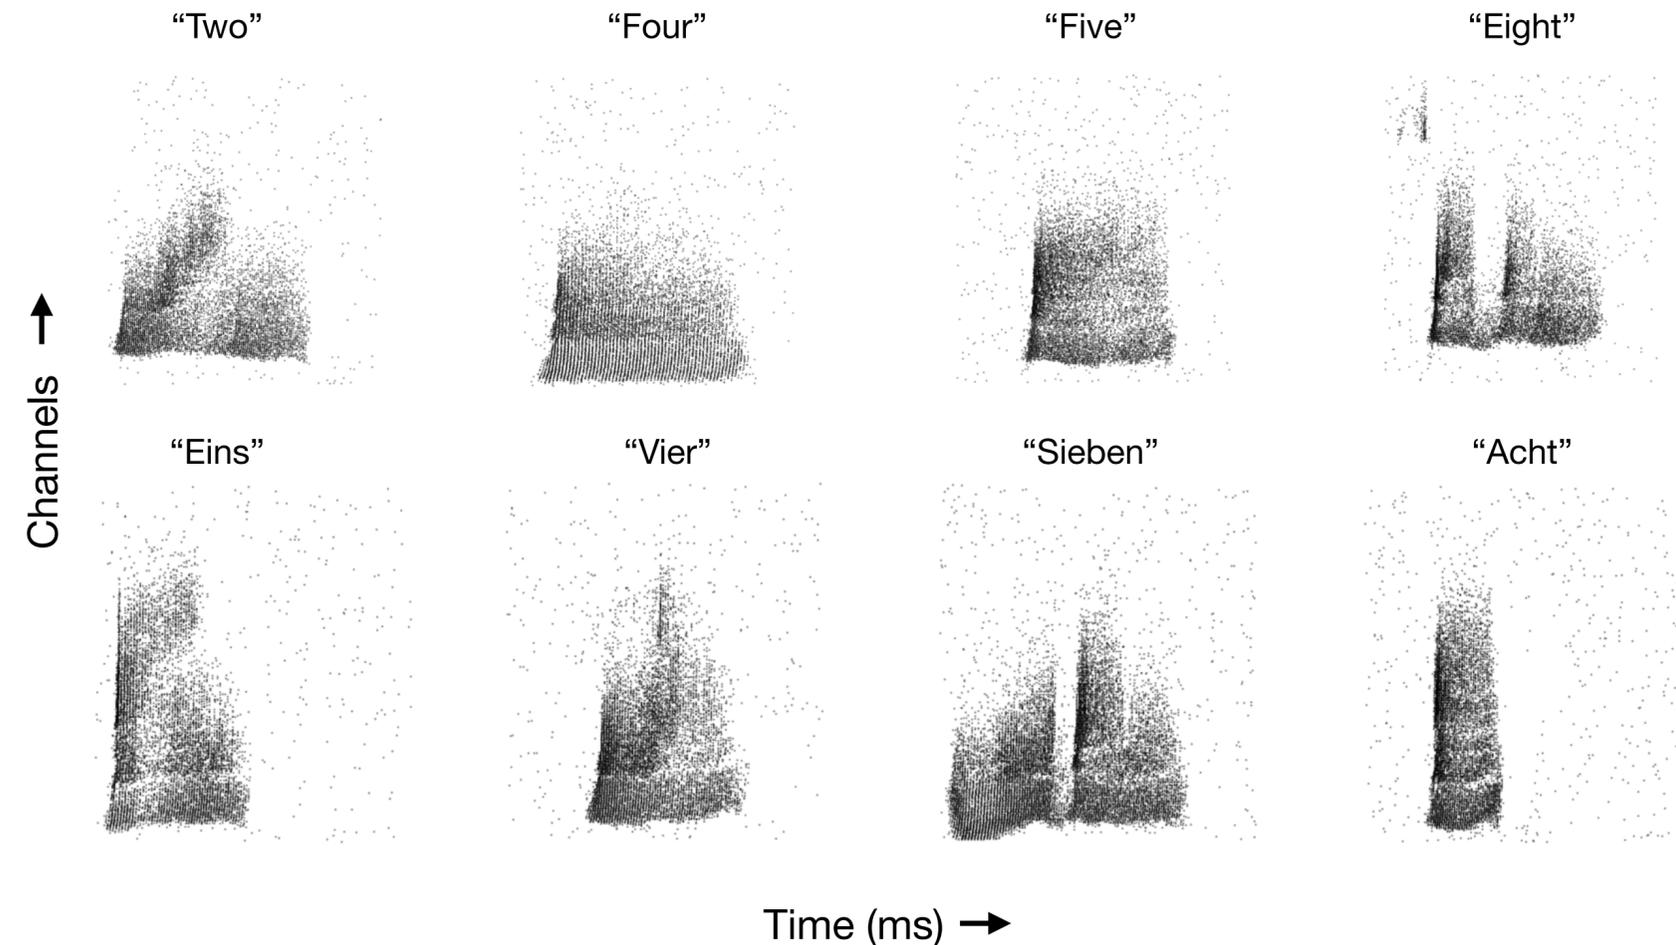 “Two”
“Four”
“Five”
“Eight”
Channels
“Eins”
“Vier”
“Sieben”
“Acht”
Time (ms)